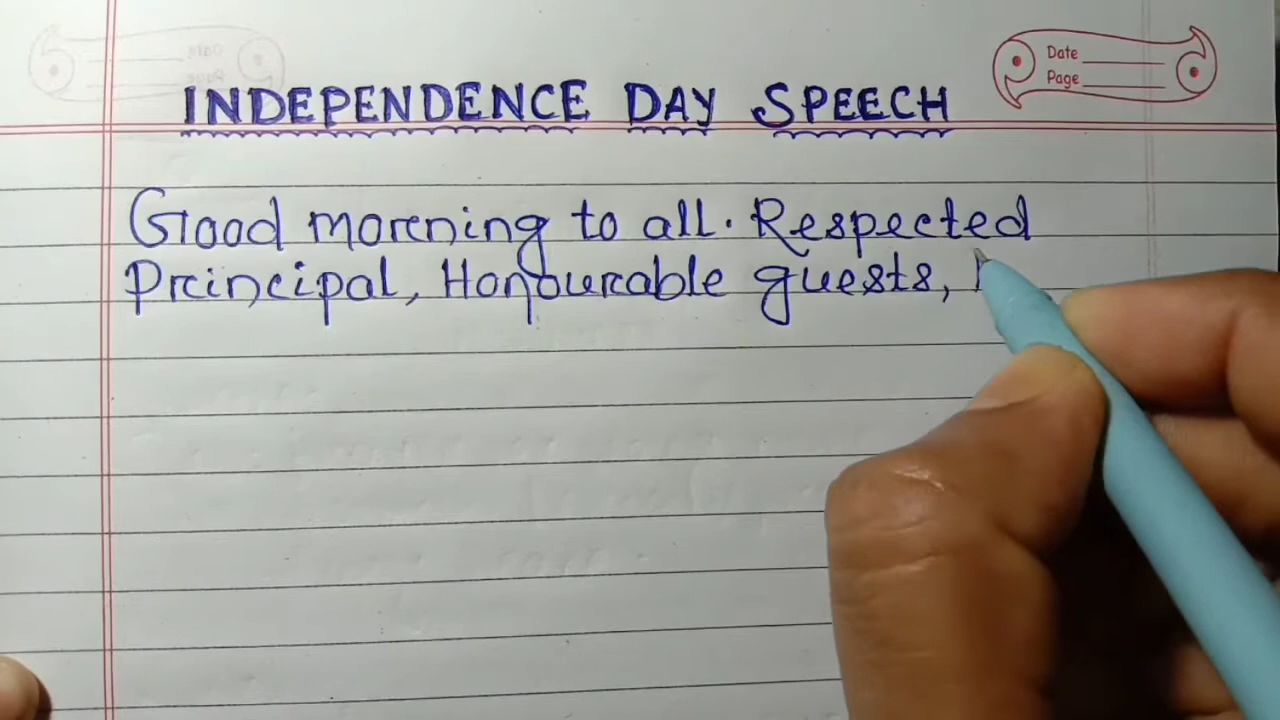 Date
Page
INDEPENDENCE DAY SPEECH
Good morning to all. Respected
Principal, Honourable guests,